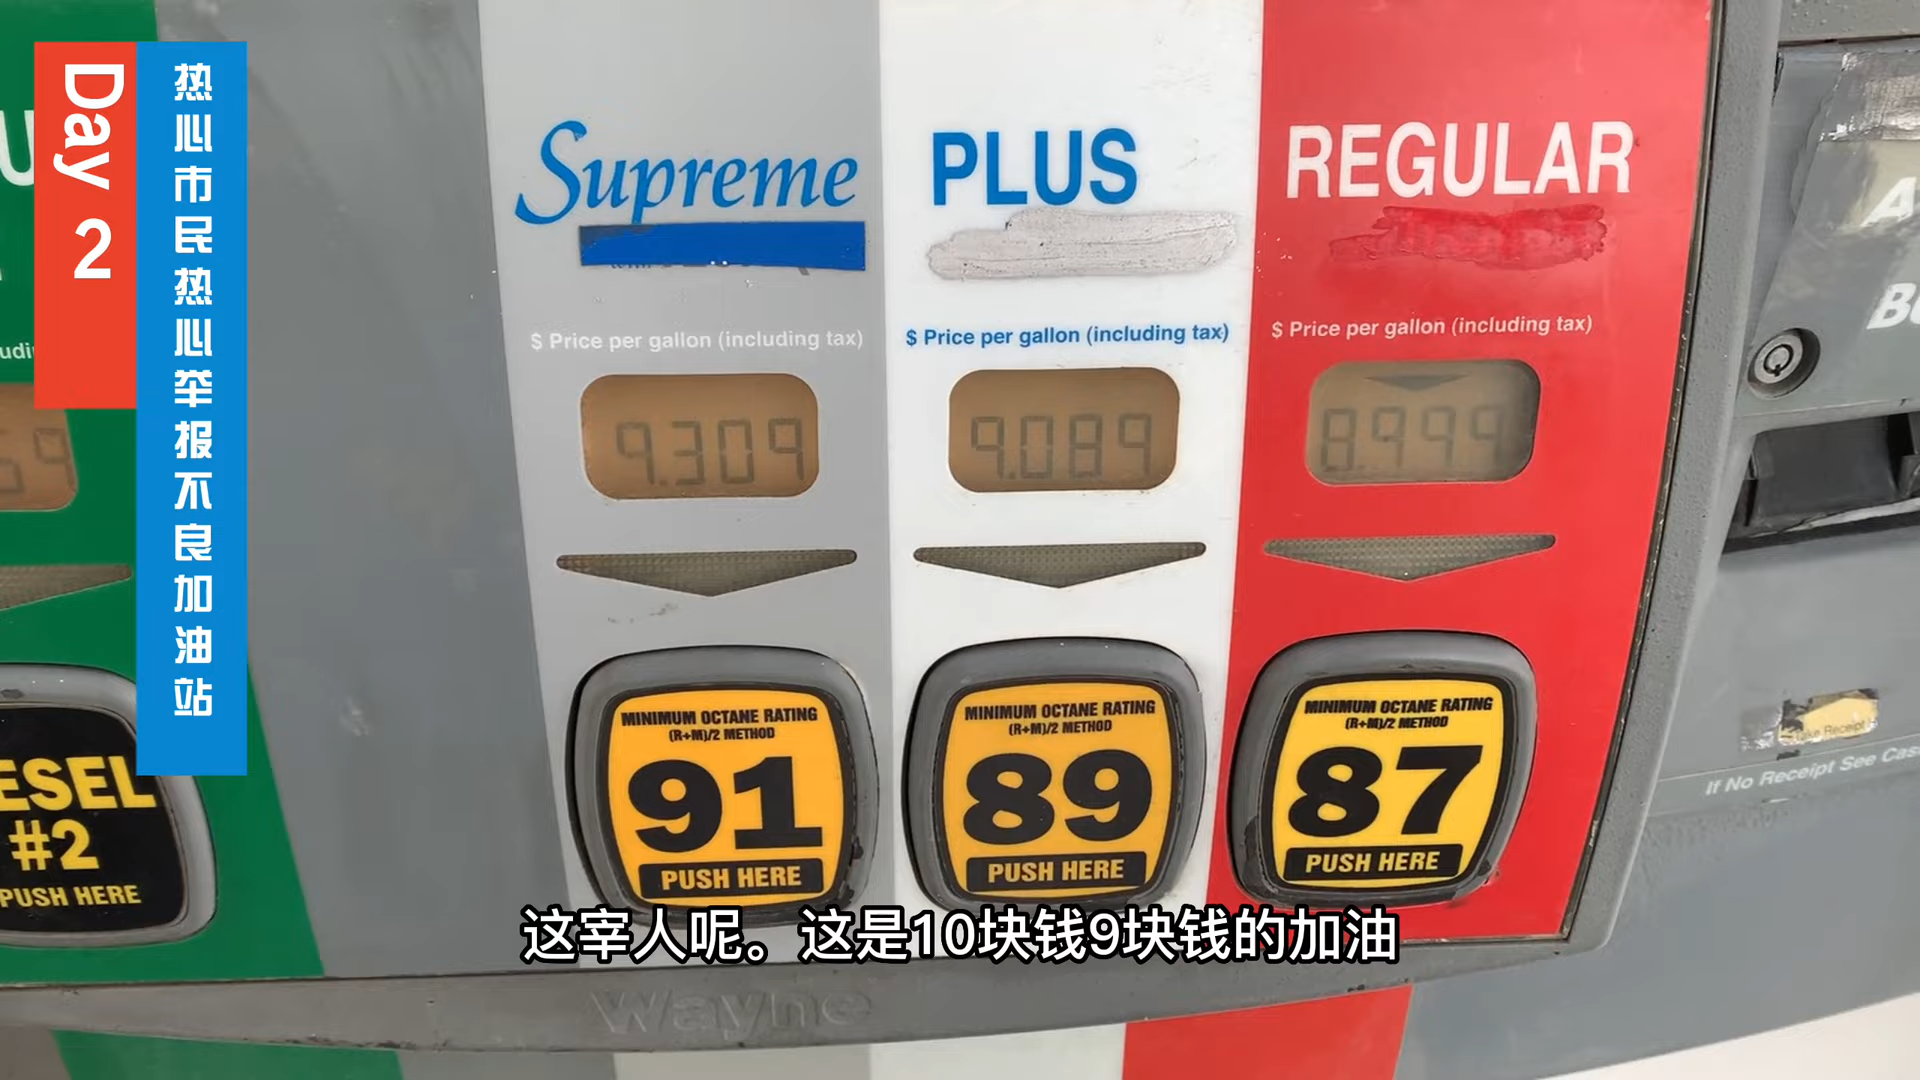 Day 2
热心市民热心举报不良加油站
Supreme
PLUS
REGULAR
$ Price per gallon (including tax)
$ Price per gallon (including tax)
$ Price per gallon (including tax)
9.309
9.089
8.999
MINIMUM OCTANE RATING
(R+M)/2 METHOD
91
PUSH HERE
MINIMUM OCTANE RATING
(R+M)/2 METHOD
89
PUSH HERE
MINIMUM OCTANE RATING
(R+M)/2 METHOD
87
PUSH HERE
ESEL
#2
PUSH HERE
If No Receipt See Cas
这宰人呢。这是10块钱9块钱的加油
Wayne